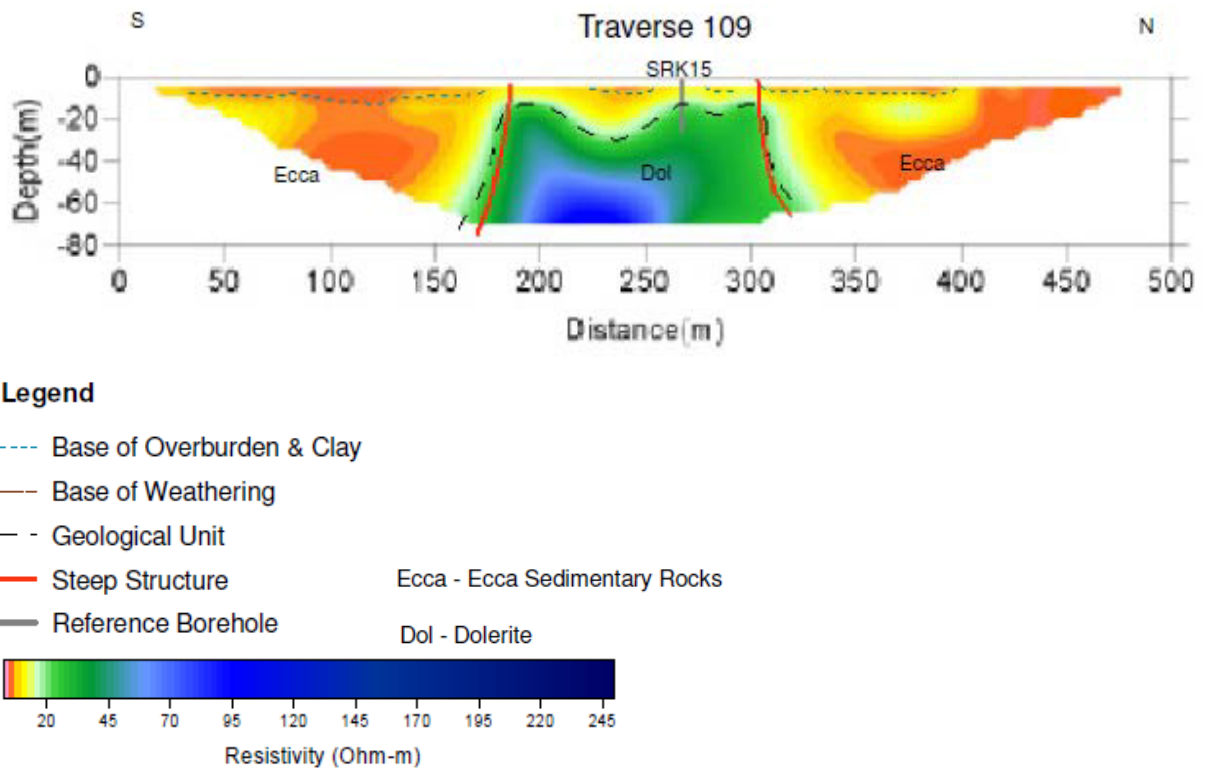 S
Traverse 109
N
SRK15
0
-20
-40
-60
-80
Depth(m)
Ecca
Dol
Ecca
0 50 100 150 200 250 300 350 400 450 500
Distance(m)
Legend
Base of Overburden & Clay
Base of Weathering
Geological Unit
Steep Structure
Ecca - Ecca Sedimentary Rocks
Reference Borehole
Dol - Dolerite
20 45 70 95 120 145 170 195 220 245
Resistivity (Ohm-m)